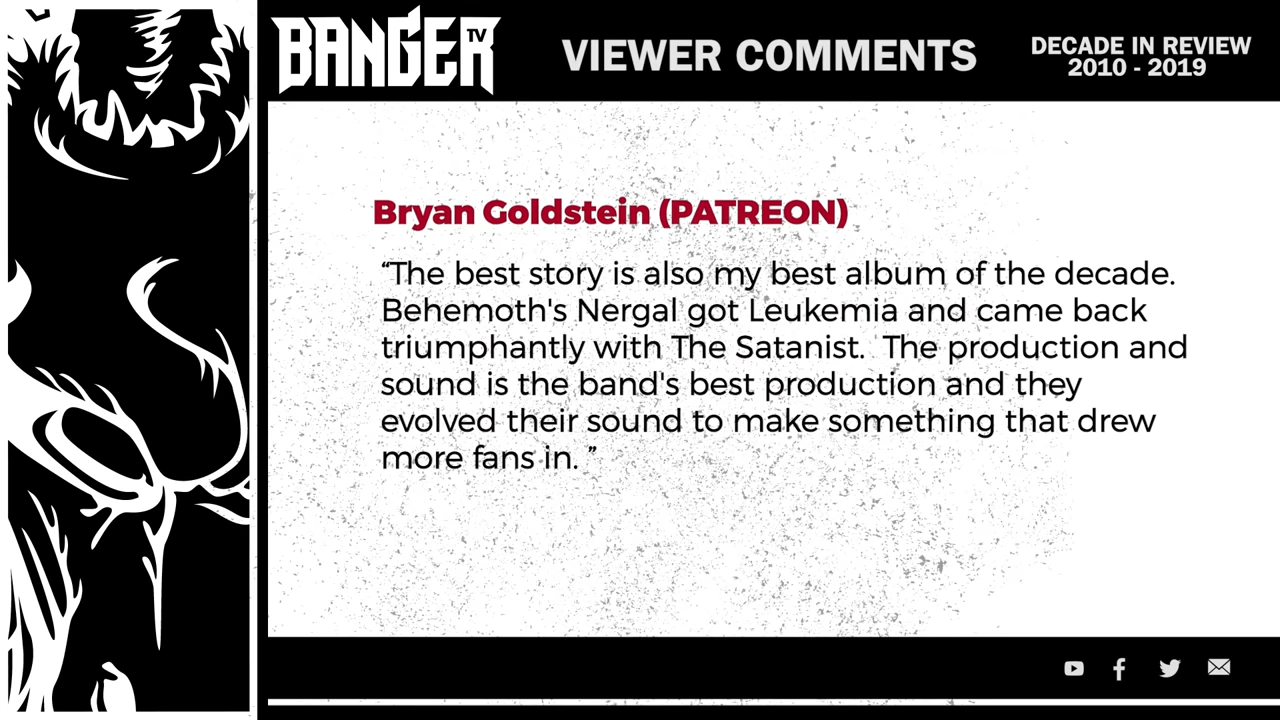 BANGER TV
VIEWER COMMENTS
DECADE IN REVIEW
2010 - 2019
Bryan Goldstein (PATREON)
“The best story is also my best album of the decade.
Behemoth's Nergal got Leukemia and came back
triumphantly with The Satanist.  The production and
sound is the band's best production and they
evolved their sound to make something that drew
more fans in. ”